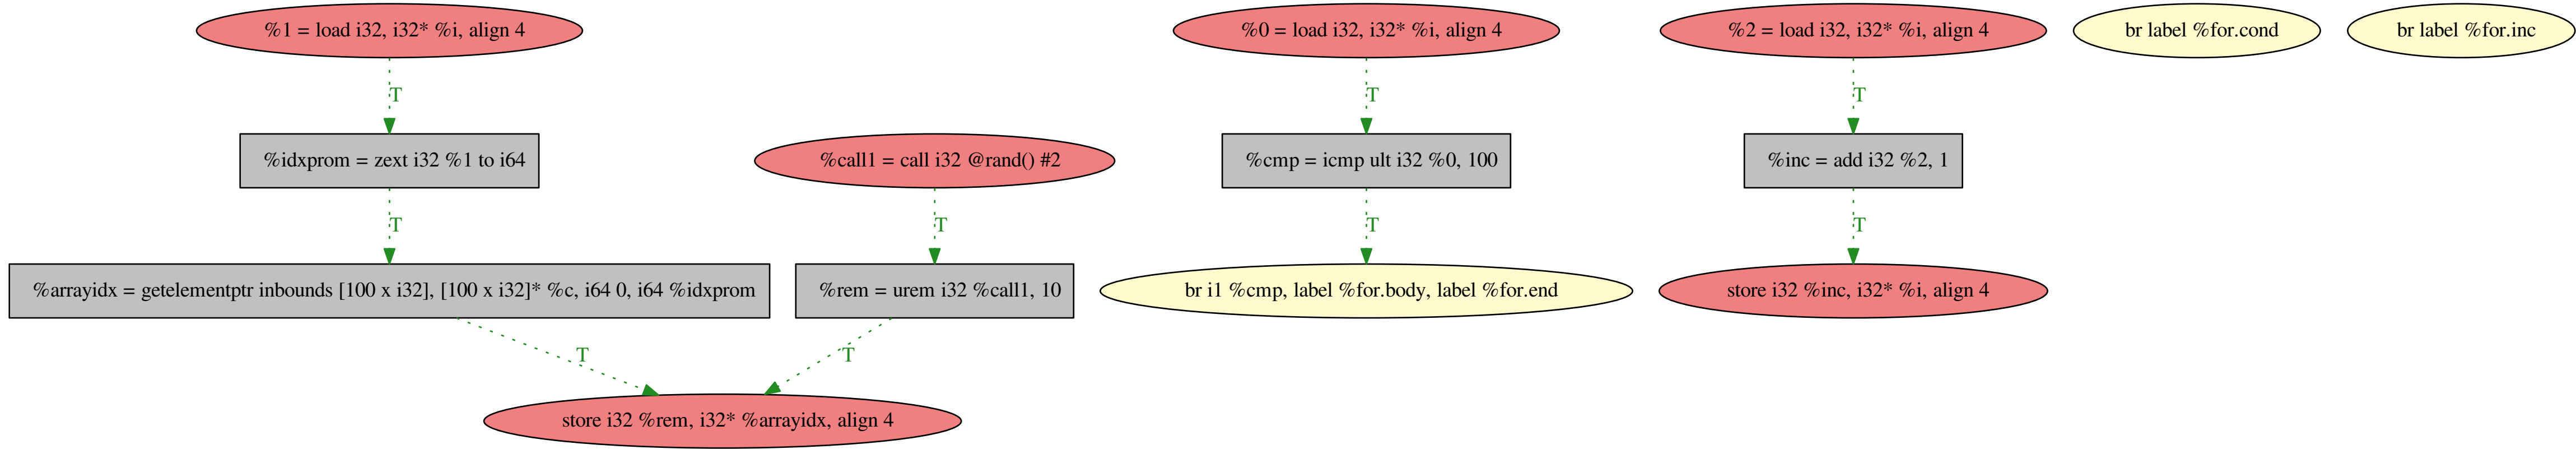 %1 = load i32, i32* %i, align 4
%0 = load i32, i32* %i, align 4
%2 = load i32, i32* %i, align 4
br label %for.cond
br label %for.inc
T
T
T
%idxprom = zext i32 %1 to i64
%call1 = call i32 @rand() #2
%cmp = icmp ult i32 %0, 100
%inc = add i32 %2, 1
T
T
T
T
%arrayidx = getelementptr inbounds [100 x i32], [100 x i32]* %c, i64 0, i64 %idxprom
%rem = urem i32 %call1, 10
br i1 %cmp, label %for.body, label %for.end
store i32 %inc, i32* %i, align 4
T
T
store i32 %rem, i32* %arrayidx, align 4